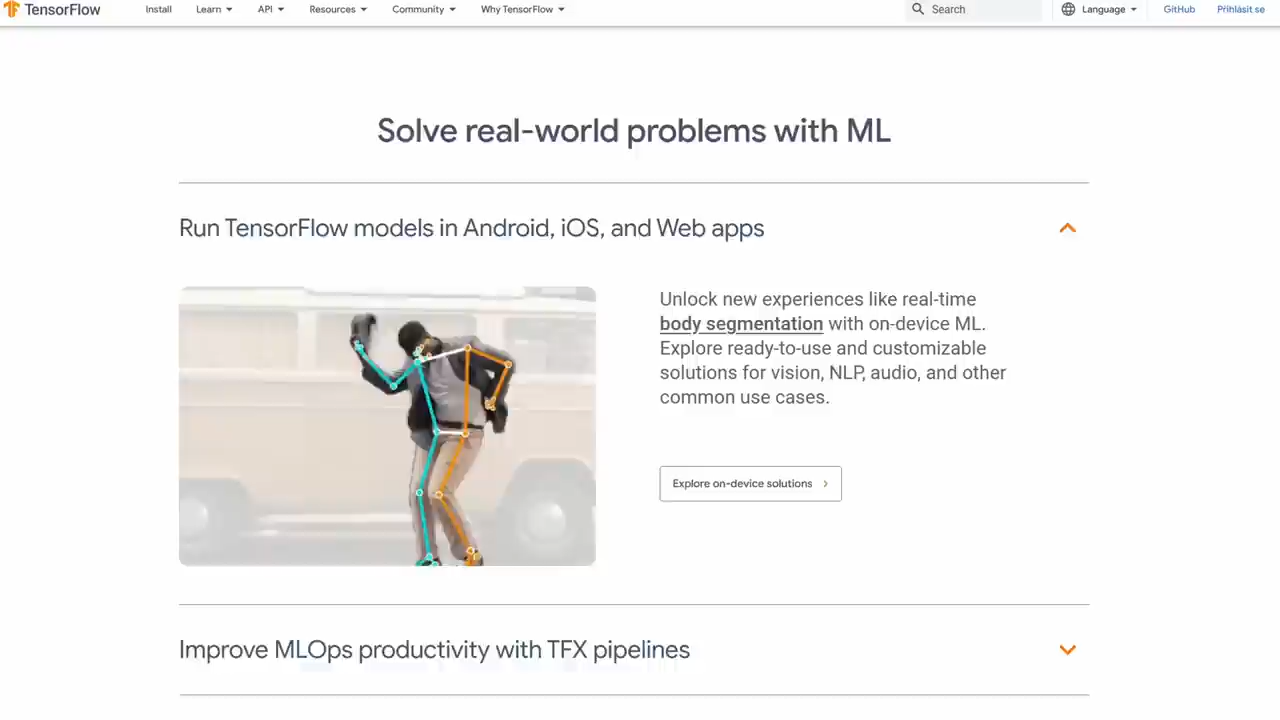 TensorFlow
Install Learn API Resources Community Why TensorFlow Search Language GitHub Přihlásit se
Solve real-world problems with ML
Run TensorFlow models in Android, iOS, and Web apps
Unlock new experiences like real-time
body segmentation with on-device ML.
Explore ready-to-use and customizable
solutions for vision, NLP, audio, and other
common use cases.
Explore on-device solutions
Improve MLOps productivity with TFX pipelines